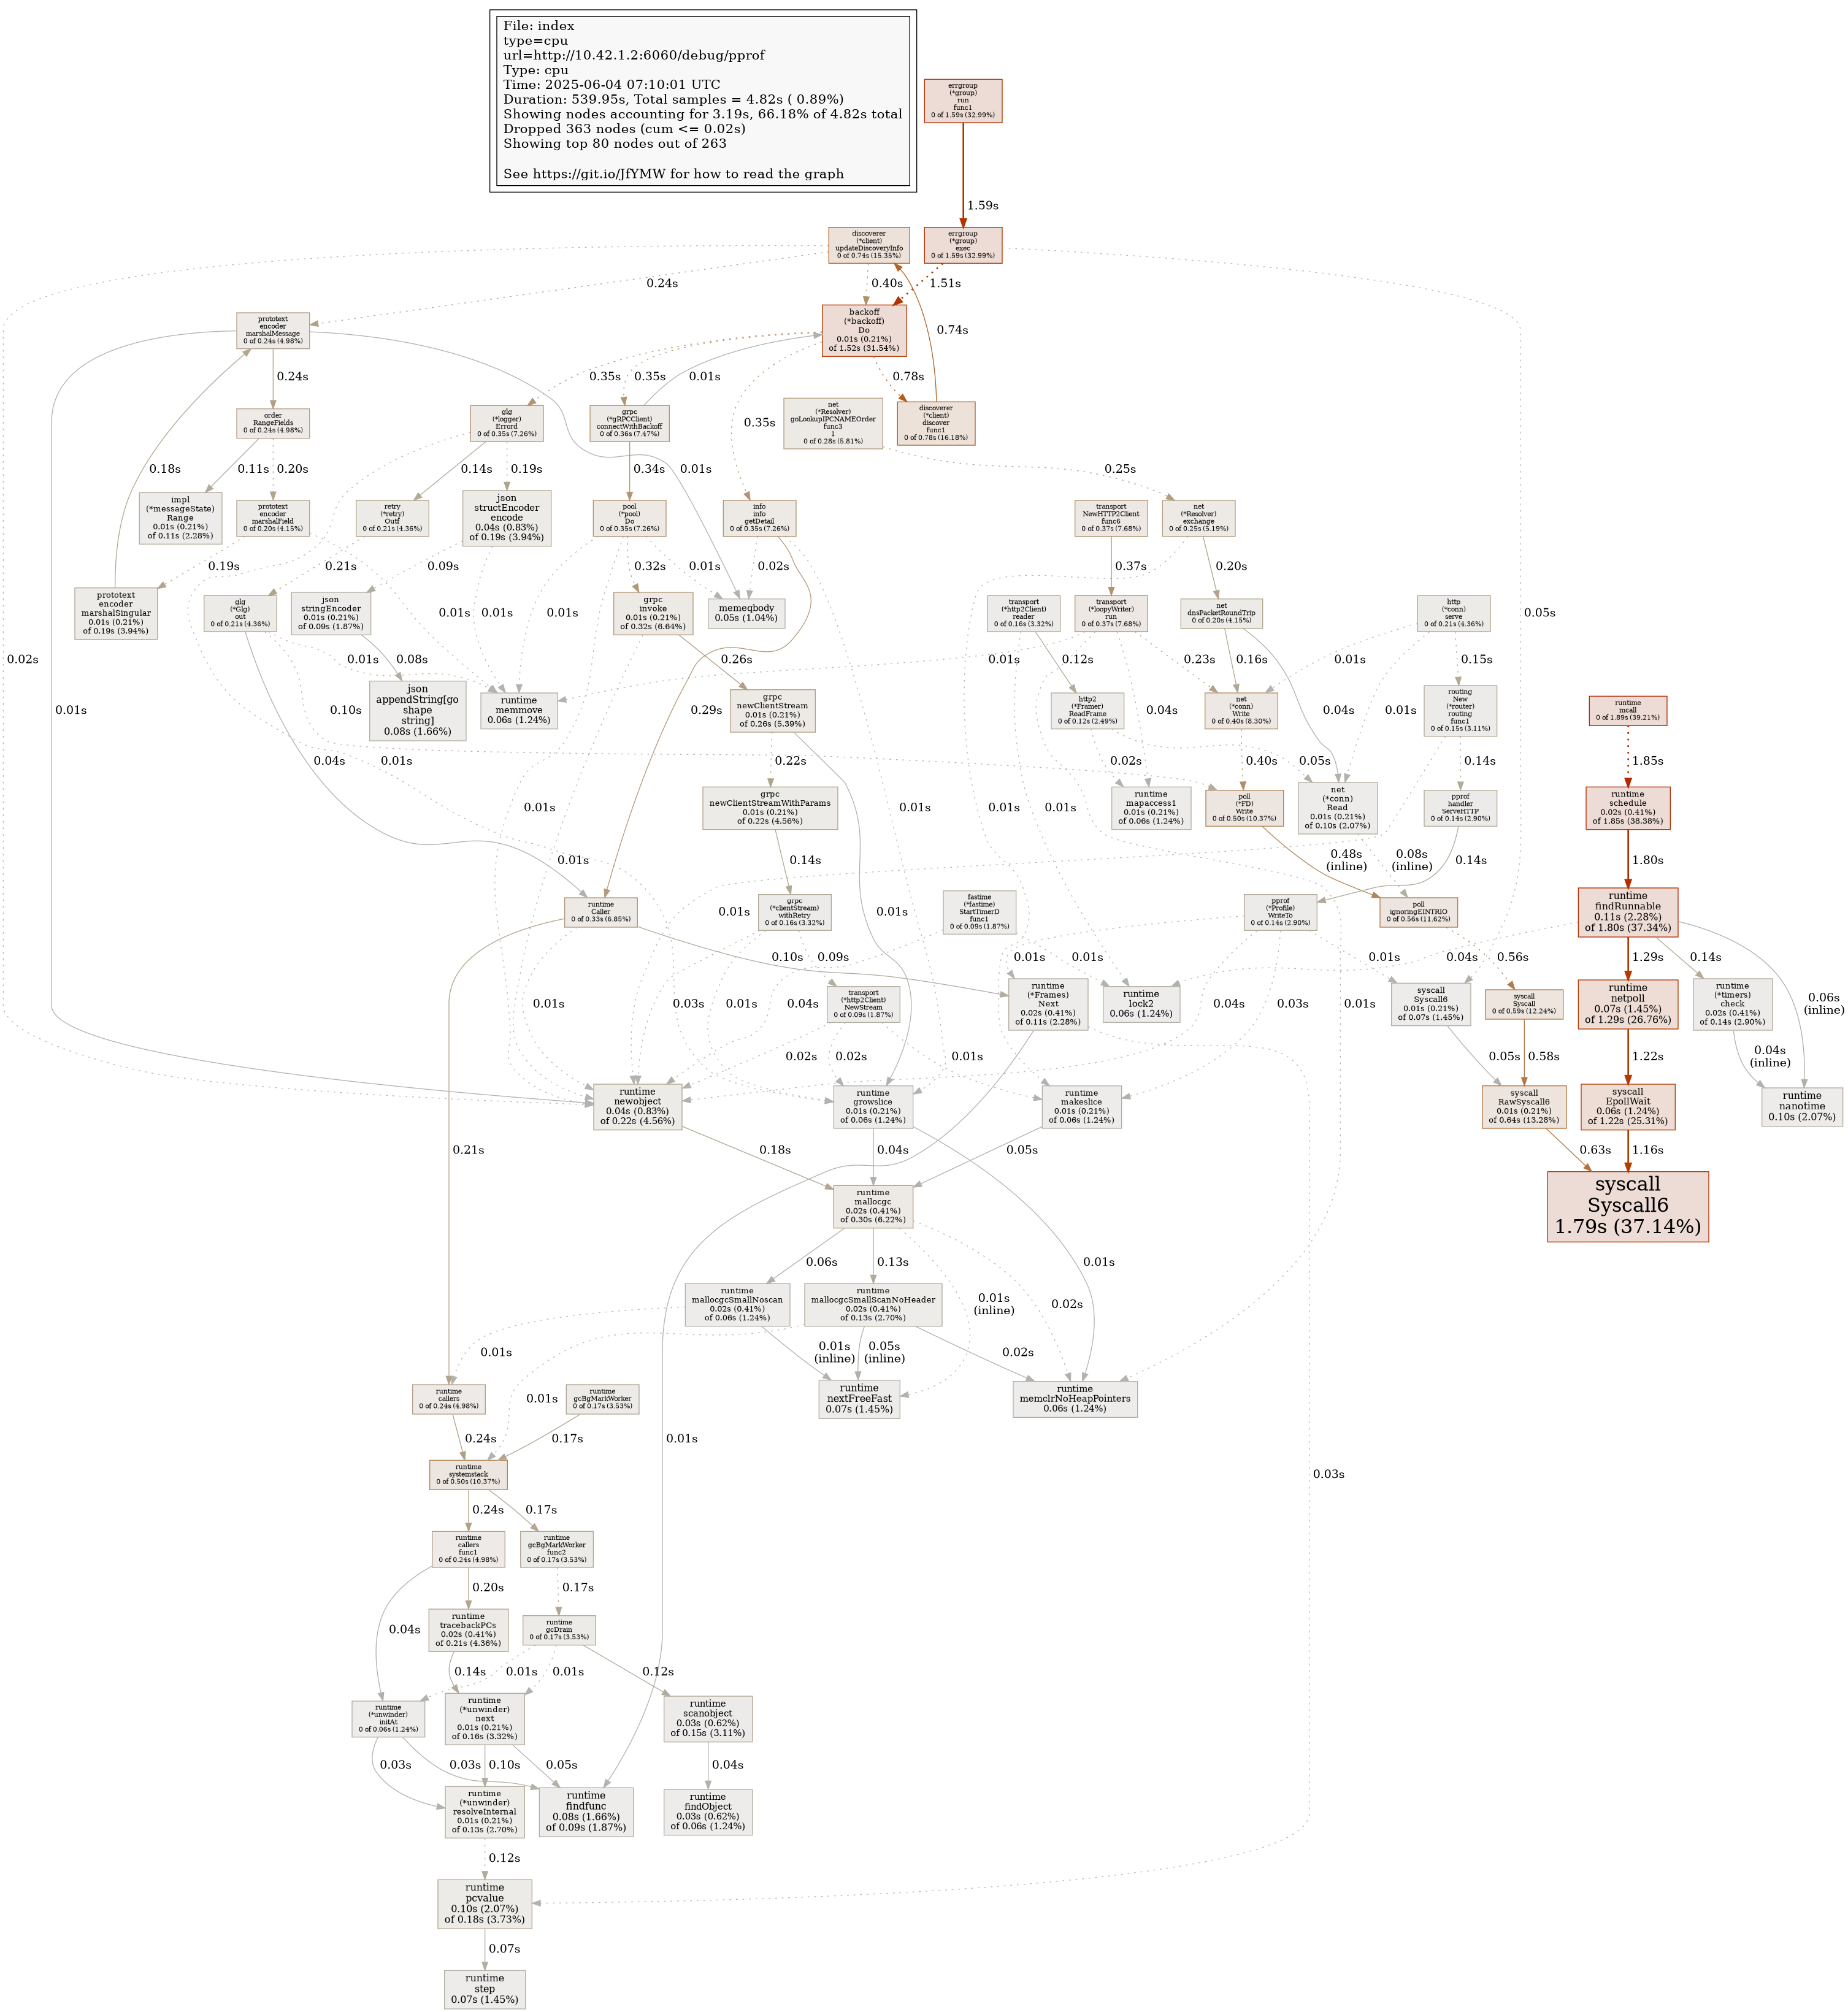 File: index
type=cpu
url=http://10.42.1.2:6060/debug/pprof
Type: cpu
Time: 2025-06-04 07:10:01 UTC
Duration: 539.95s, Total samples = 4.82s ( 0.89%)
Showing nodes accounting for 3.19s, 66.18% of 4.82s total
Dropped 363 nodes (cum <= 0.02s)
Showing top 80 nodes out of 263
See https://git.io/JfYMW for how to read the graph
errgroup
(*group)
run
func1
0 of 1.59s (32.99%)
1.59s
discoverer
(*client)
updateDiscoveryInfo
0 of 0.74s (15.35%)
errgroup
(*group)
exec
0 of 1.59s (32.99%)
0.24s
0.40s
1.51s
prototext
encoder
marshalMessage
0 of 0.24s (4.98%)
backoff
(*backoff)
Do
0.01s (0.21%)
of 1.52s (31.54%)
0.74s
0.24s
0.35s
0.35s
0.01s
0.78s
order
RangeFields
0 of 0.24s (4.98%)
glg
(*logger)
Errord
0 of 0.35s (7.26%)
grpc
(*gRPCClient)
connectWithBackoff
0 of 0.36s (7.47%)
0.35s
net
(*Resolver)
goLookupIPCNAMEOrder
func3
1
0 of 0.28s (5.81%)
discoverer
(*client)
discover
func1
0 of 0.78s (16.18%)
0.18s
0.11s
0.20s
0.14s
0.19s
0.34s
0.01s
0.25s
impl
(*messageState)
Range
0.01s (0.21%)
of 0.11s (2.28%)
prototext
encoder
marshalField
0 of 0.20s (4.15%)
retry
(*retry)
Outf
0 of 0.21s (4.36%)
json
structEncoder
encode
0.04s (0.83%)
of 0.19s (3.94%)
pool
(*pool)
Do
0 of 0.35s (7.26%)
info
info
getDetail
0 of 0.35s (7.26%)
transport
NewHTTP2Client
func6
0 of 0.37s (7.68%)
net
(*Resolver)
exchange
0 of 0.25s (5.19%)
0.19s
0.21s
0.09s
0.32s
0.01s
0.02s
0.37s
0.20s
prototext
encoder
marshalSingular
0.01s (0.21%)
of 0.19s (3.94%)
glg
(*Glg)
out
0 of 0.21s (4.36%)
json
stringEncoder
0.01s (0.21%)
of 0.09s (1.87%)
0.01s
0.01s
0.01s
grpc
invoke
0.01s (0.21%)
of 0.32s (6.64%)
memeqbody
0.05s (1.04%)
transport
(*http2Client)
reader
0 of 0.16s (3.32%)
transport
(*loopyWriter)
run
0 of 0.37s (7.68%)
net
dnsPacketRoundTrip
0 of 0.20s (4.15%)
http
(*conn)
serve
0 of 0.21s (4.36%)
0.05s
0.02s
0.01s
0.08s
0.26s
0.01s
0.12s
0.23s
0.16s
0.01s
0.15s
0.01s
0.10s
json
appendString[go
shape
string]
0.08s (1.66%)
runtime
memmove
0.06s (1.24%)
0.29s
grpc
newClientStream
0.01s (0.21%)
of 0.26s (5.39%)
http2
(*Framer)
ReadFrame
0 of 0.12s (2.49%)
0.04s
net
(*conn)
Write
0 of 0.40s (8.30%)
0.04s
0.01s
routing
New
(*router)
routing
func1
0 of 0.15s (3.11%)
runtime
mcall
0 of 1.89s (39.21%)
0.04s
0.01s
0.22s
0.02s
0.05s
0.40s
0.14s
1.85s
0.01s
grpc
newClientStreamWithParams
0.01s (0.21%)
of 0.22s (4.56%)
0.01s
0.01s
0.01s
runtime
mapaccess1
0.01s (0.21%)
of 0.06s (1.24%)
poll
(*FD)
Write
0 of 0.50s (10.37%)
net
(*conn)
Read
0.01s (0.21%)
of 0.10s (2.07%)
pprof
handler
ServeHTTP
0 of 0.14s (2.90%)
runtime
schedule
0.02s (0.41%)
of 1.85s (38.38%)
0.01s
0.14s
0.48s
(inline)
0.08s
(inline)
0.14s
1.80s
runtime
Caller
0 of 0.33s (6.85%)
0.01s
grpc
(*clientStream)
withRetry
0 of 0.16s (3.32%)
0.01s
fastime
(*fastime)
StartTimerD
func1
0 of 0.09s (1.87%)
pprof
(*Profile)
WriteTo
0 of 0.14s (2.90%)
poll
ignoringEINTRIO
0 of 0.56s (11.62%)
runtime
findRunnable
0.11s (2.28%)
of 1.80s (37.34%)
0.10s
0.09s
0.01s
0.01s
0.01s
0.04s
0.56s
1.29s
0.14s
0.01s
0.03s
0.01s
0.04s
transport
(*http2Client)
NewStream
0 of 0.09s (1.87%)
runtime
(*Frames)
Next
0.02s (0.41%)
of 0.11s (2.28%)
runtime
lock2
0.06s (1.24%)
0.04s
0.03s
0.01s
syscall
Syscall6
0.01s (0.21%)
of 0.07s (1.45%)
syscall
Syscall
0 of 0.59s (12.24%)
runtime
netpoll
0.07s (1.45%)
of 1.29s (26.76%)
runtime
(*timers)
check
0.02s (0.41%)
of 0.14s (2.90%)
0.06s
(inline)
0.02s
0.02s
0.01s
0.05s
0.58s
1.22s
0.04s
(inline)
runtime
newobject
0.04s (0.83%)
of 0.22s (4.56%)
runtime
growslice
0.01s (0.21%)
of 0.06s (1.24%)
runtime
makeslice
0.01s (0.21%)
of 0.06s (1.24%)
syscall
RawSyscall6
0.01s (0.21%)
of 0.64s (13.28%)
syscall
EpollWait
0.06s (1.24%)
of 1.22s (25.31%)
runtime
nanotime
0.10s (2.07%)
0.21s
0.18s
0.04s
0.05s
0.63s
1.16s
runtime
mallocgc
0.02s (0.41%)
of 0.30s (6.22%)
syscall
Syscall6
1.79s (37.14%)
0.06s
0.13s
0.01s
runtime
mallocgcSmallNoscan
0.02s (0.41%)
of 0.06s (1.24%)
runtime
mallocgcSmallScanNoHeader
0.02s (0.41%)
of 0.13s (2.70%)
0.01s
(inline)
0.02s
0.01s
0.01s
(inline)
0.05s
(inline)
0.02s
runtime
callers
0 of 0.24s (4.98%)
0.01s
runtime
gcBgMarkWorker
0 of 0.17s (3.53%)
runtime
nextFreeFast
0.07s (1.45%)
runtime
memclrNoHeapPointers
0.06s (1.24%)
0.24s
0.17s
0.01s
0.03s
runtime
systemstack
0 of 0.50s (10.37%)
0.24s
0.17s
runtime
callers
func1
0 of 0.24s (4.98%)
runtime
gcBgMarkWorker
func2
0 of 0.17s (3.53%)
0.20s
0.17s
0.04s
runtime
tracebackPCs
0.02s (0.41%)
of 0.21s (4.36%)
runtime
gcDrain
0 of 0.17s (3.53%)
0.14s
0.01s
0.01s
0.12s
runtime
(*unwinder)
initAt
0 of 0.06s (1.24%)
runtime
(*unwinder)
next
0.01s (0.21%)
of 0.16s (3.32%)
runtime
scanobject
0.03s (0.62%)
of 0.15s (3.11%)
0.03s
0.03s
0.10s
0.05s
0.04s
runtime
(*unwinder)
resolveInternal
0.01s (0.21%)
of 0.13s (2.70%)
runtime
findfunc
0.08s (1.66%)
of 0.09s (1.87%)
runtime
findObject
0.03s (0.62%)
of 0.06s (1.24%)
0.12s
runtime
pcvalue
0.10s (2.07%)
of 0.18s (3.73%)
0.07s
runtime
step
0.07s (1.45%)